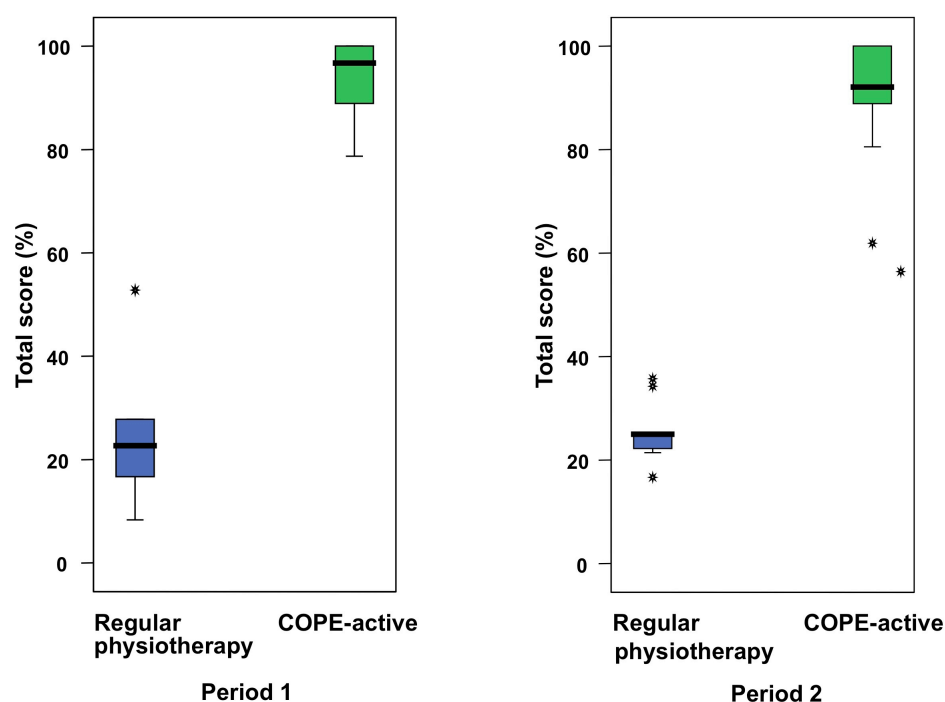 100
80
60
40
20
0
Total score (%)
Regular
physiotherapy
COPE-active
Period 1
100
80
60
40
20
0
Total score (%)
Regular
physiotherapy
COPE-active
Period 2